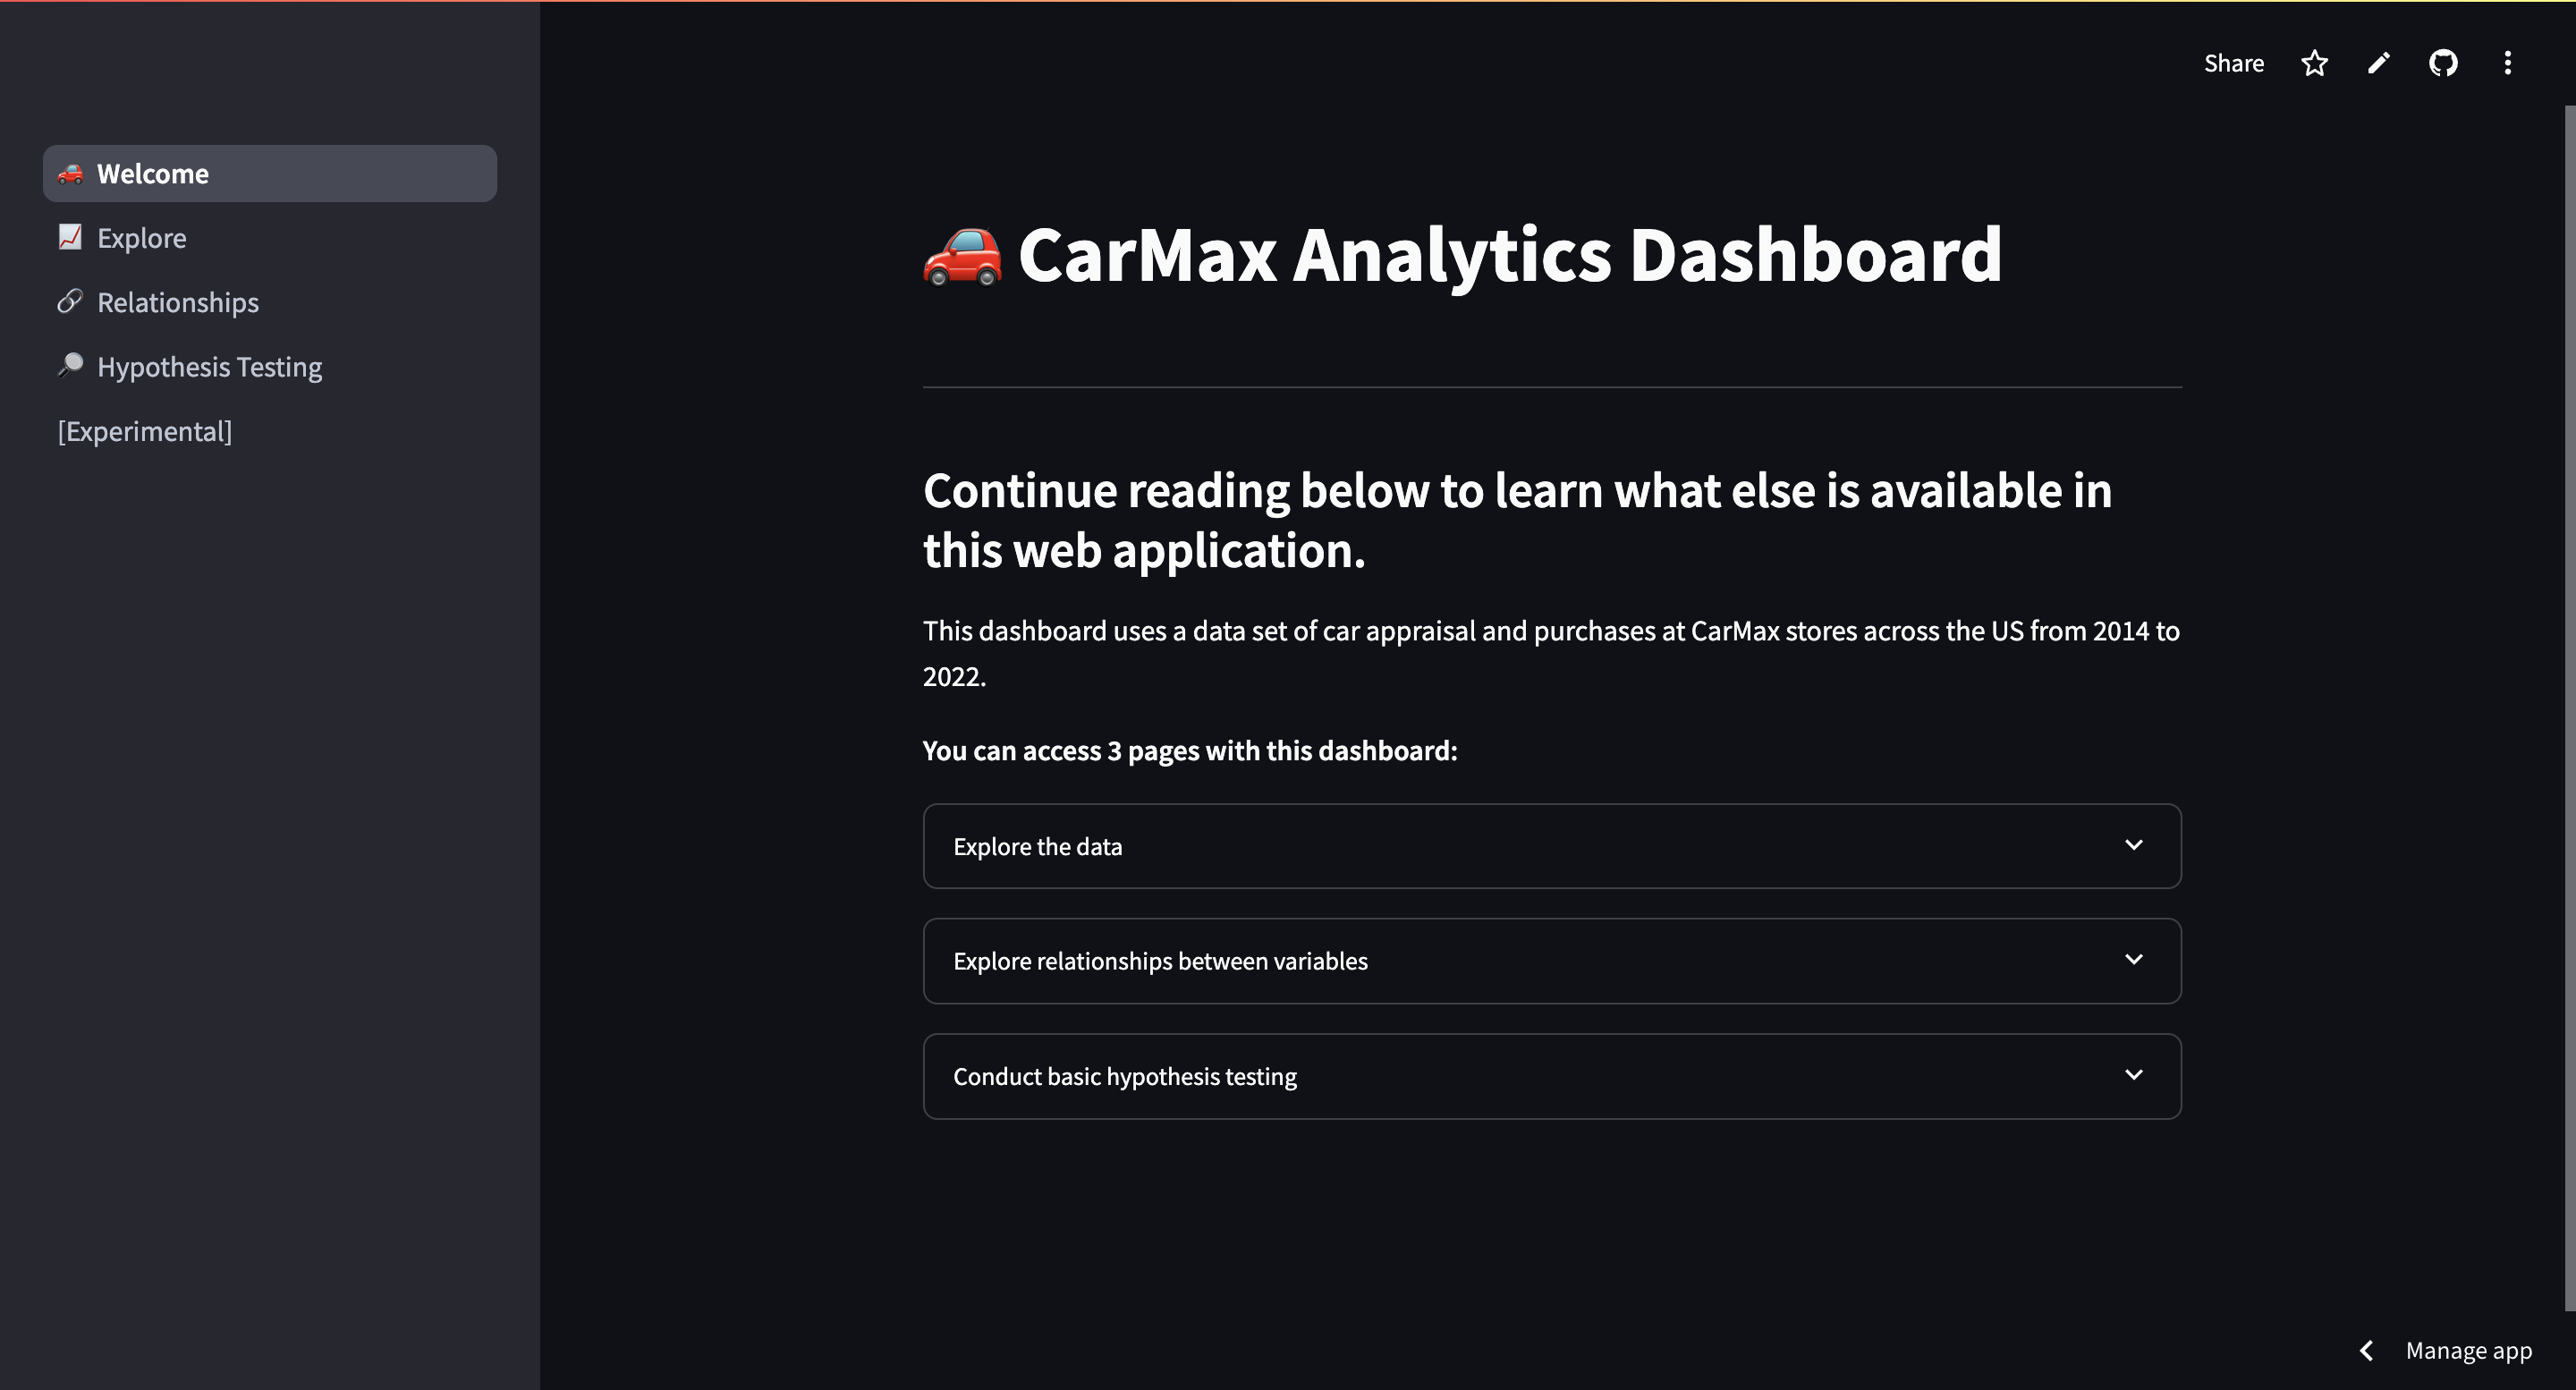 Share
Welcome
Explore
Relationships
Hypothesis Testing
[Experimental]
CarMax Analytics Dashboard
Continue reading below to learn what else is available in
this web application.
This dashboard uses a data set of car appraisal and purchases at CarMax stores across the US from 2014 to
2022.
You can access 3 pages with this dashboard:
Explore the data
Explore relationships between variables
Conduct basic hypothesis testing
Manage app